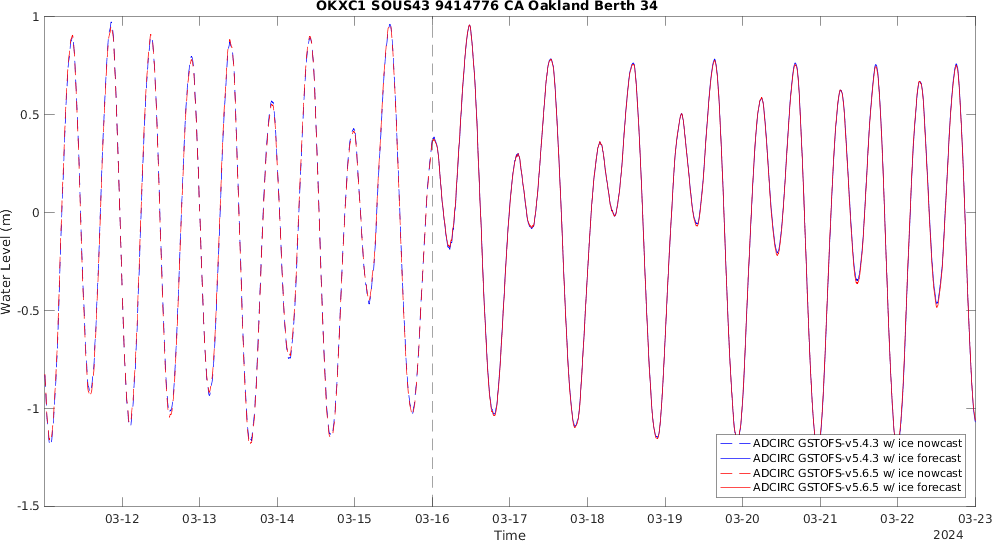 OKXC1 SOUS43 9414776 CA Oakland Berth 34
1
0.5
0
-0.5
-1
-1.5
Water Level (m)
03-12 03-13 03-14 03-15 03-16 03-17 03-18 03-19 03-20 03-21 03-22 03-23
Time
2024
ADCIRC GSTOFS-v5.4.3 w/ ice nowcast
ADCIRC GSTOFS-v5.4.3 w/ ice forecast
ADCIRC GSTOFS-v5.6.5 w/ ice nowcast
ADCIRC GSTOFS-v5.6.5 w/ ice forecast